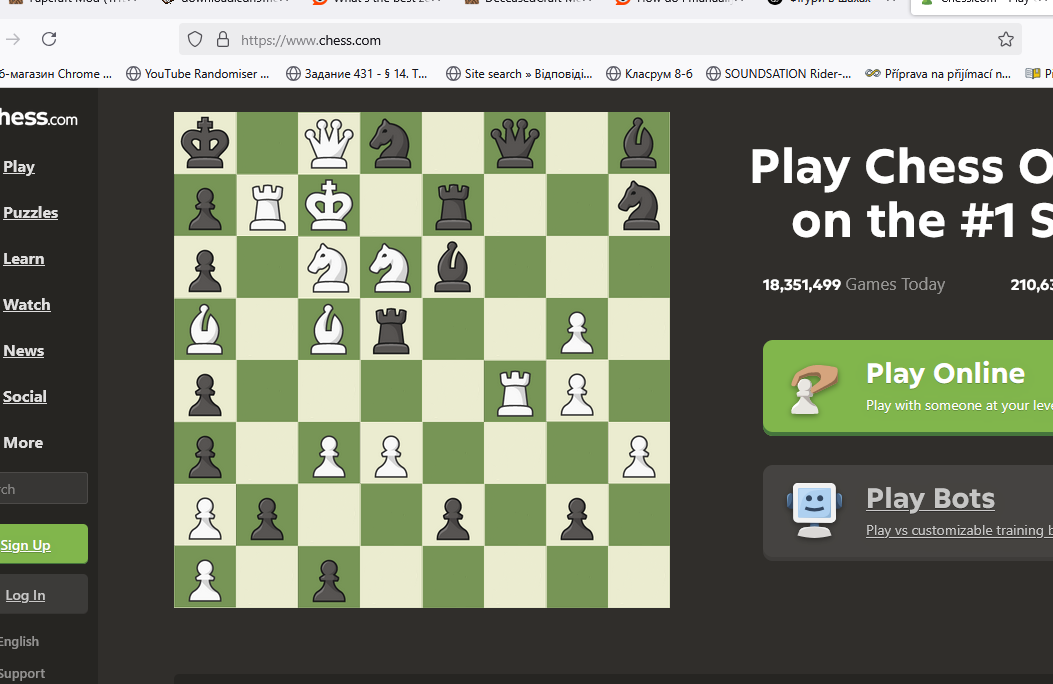 https://www.chess.com
б-магазин Chrome ...
YouTube Randomiser ...
Задание 431 - § 14. Т...
Site search » Відповіді...
Класрум 8-б
SOUNDSATION Rider-...
Příprava na přijímací n...
hess.com
Play
Puzzles
Learn
Watch
News
Social
More
rch
Sign Up
Log In
English
Support
Play Chess O
on the #1 S
18,351,499 Games Today
210,63
Play Online
Play with someone at your leve
Play Bots
Play vs customizable training b